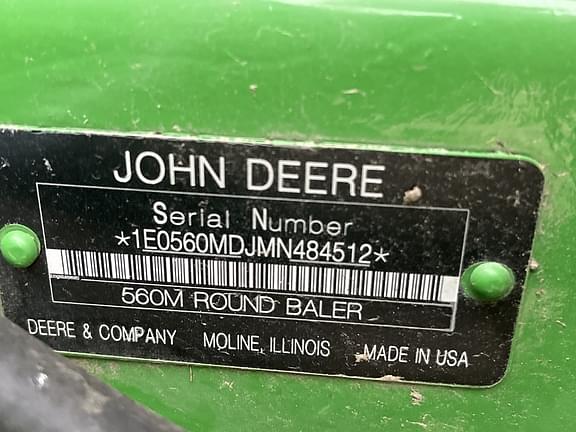 JOHN DEERE
Serial Number
*1E0560MDJMN484512*
560M ROUND BALER
DEERE & COMPANY MOLINE, ILLINOIS MADE IN USA